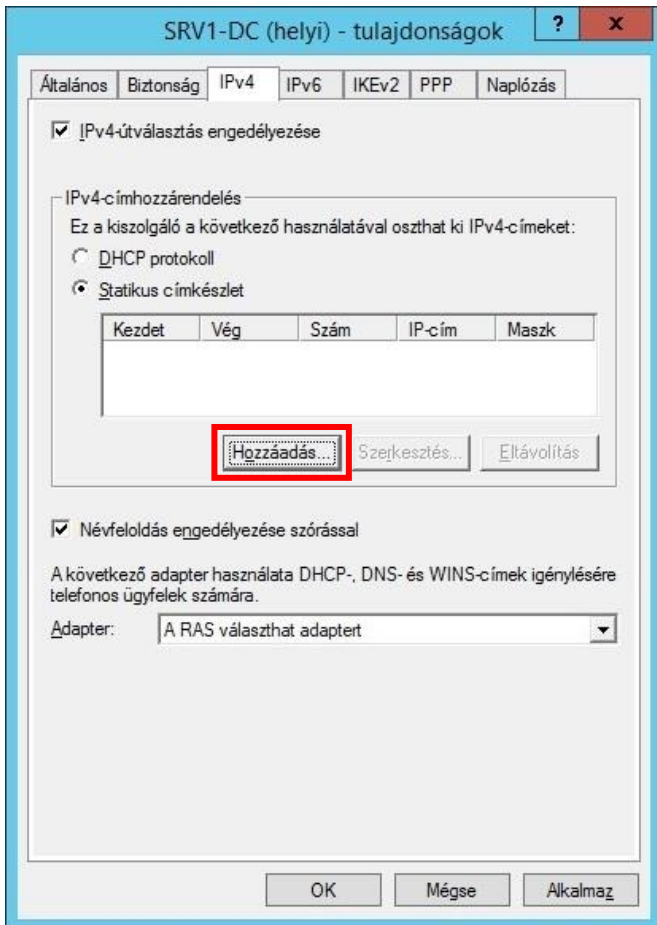 SRV1-DC (helyi) - tulajdonságok
?
x
Általános Biztonság IPv4 IPv6 IKEv2 PPP Naplózás
IPv4-útválasztás engedélyezése
IPv4-címhozzárendelés
Ez a kiszolgáló a következő használatával oszthat ki IPv4-címeket:
DHCP protokoll
Statikus címkészlet
Kezdet Vég Szám IP-cím Maszk
Hozzáadás... Szerkesztés... Eltávolítás
Névfeloldás engedélyezése szórással
A következő adapter használata DHCP-, DNS- és WINS-címek igénylésére
telefonos ügyfelek számára.
Adapter: A RAS választhat adaptert
OK Mégse Alkalmaz